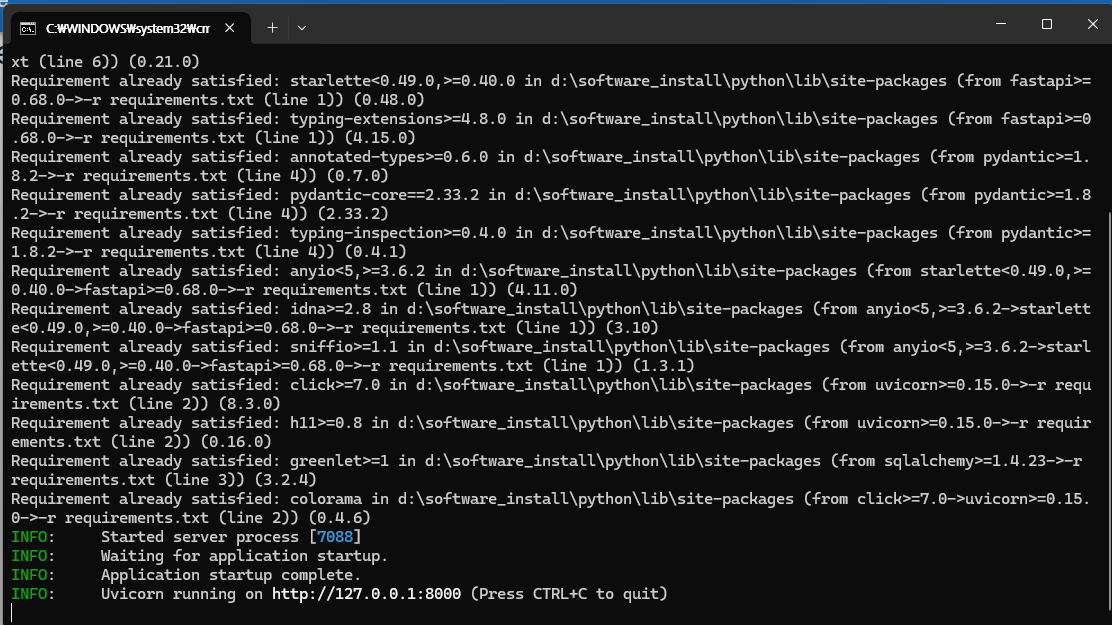 C:₩WINDOWS₩system32₩cm
xt (line 6)) (0.21.0)
Requirement already satisfied: starlette<0.49.0,>=0.40.0 in d:\software_install\python\lib\site-packages (from fastapi>=
0.68.0->-r requirements.txt (line 1)) (0.48.0)
Requirement already satisfied: typing-extensions>=4.8.0 in d:\software_install\python\lib\site-packages (from fastapi>=0
.68.0->-r requirements.txt (line 1)) (4.15.0)
Requirement already satisfied: annotated-types>=0.6.0 in d:\software_install\python\lib\site-packages (from pydantic>=1.
8.2->-r requirements.txt (line 4)) (0.7.0)
Requirement already satisfied: pydantic-core==2.33.2 in d:\software_install\python\lib\site-packages (from pydantic>=1.8
.2->-r requirements.txt (line 4)) (2.33.2)
Requirement already satisfied: typing-inspection>=0.4.0 in d:\software_install\python\lib\site-packages (from pydantic>=
1.8.2->-r requirements.txt (line 4)) (0.4.1)
Requirement already satisfied: anyio<5,>=3.6.2 in d:\software_install\python\lib\site-packages (from starlette<0.49.0,>=
0.40.0->fastapi>=0.68.0->-r requirements.txt (line 1)) (4.11.0)
Requirement already satisfied: idna>=2.8 in d:\software_install\python\lib\site-packages (from anyio<5,>=3.6.2->starlett
e<0.49.0,>=0.40.0->fastapi>=0.68.0->-r requirements.txt (line 1)) (3.10)
Requirement already satisfied: sniffio>=1.1 in d:\software_install\python\lib\site-packages (from anyio<5,>=3.6.2->starl
ette<0.49.0,>=0.40.0->fastapi>=0.68.0->-r requirements.txt (line 1)) (1.3.1)
Requirement already satisfied: click>=7.0 in d:\software_install\python\lib\site-packages (from uvicorn>=0.15.0->-r requ
irements.txt (line 2)) (8.3.0)
Requirement already satisfied: h11>=0.8 in d:\software_install\python\lib\site-packages (from uvicorn>=0.15.0->-r requir
ements.txt (line 2)) (0.16.0)
Requirement already satisfied: greenlet>=1 in d:\software_install\python\lib\site-packages (from sqlalchemy>=1.4.23->-r
requirements.txt (line 3)) (3.2.4)
Requirement already satisfied: colorama in d:\software_install\python\lib\site-packages (from click>=7.0->uvicorn>=0.15.
0->-r requirements.txt (line 2)) (0.4.6)
INFO:     Started server process [7088]
INFO:     Waiting for application startup.
INFO:     Application startup complete.
INFO:     Uvicorn running on http://127.0.0.1:8000 (Press CTRL+C to quit)